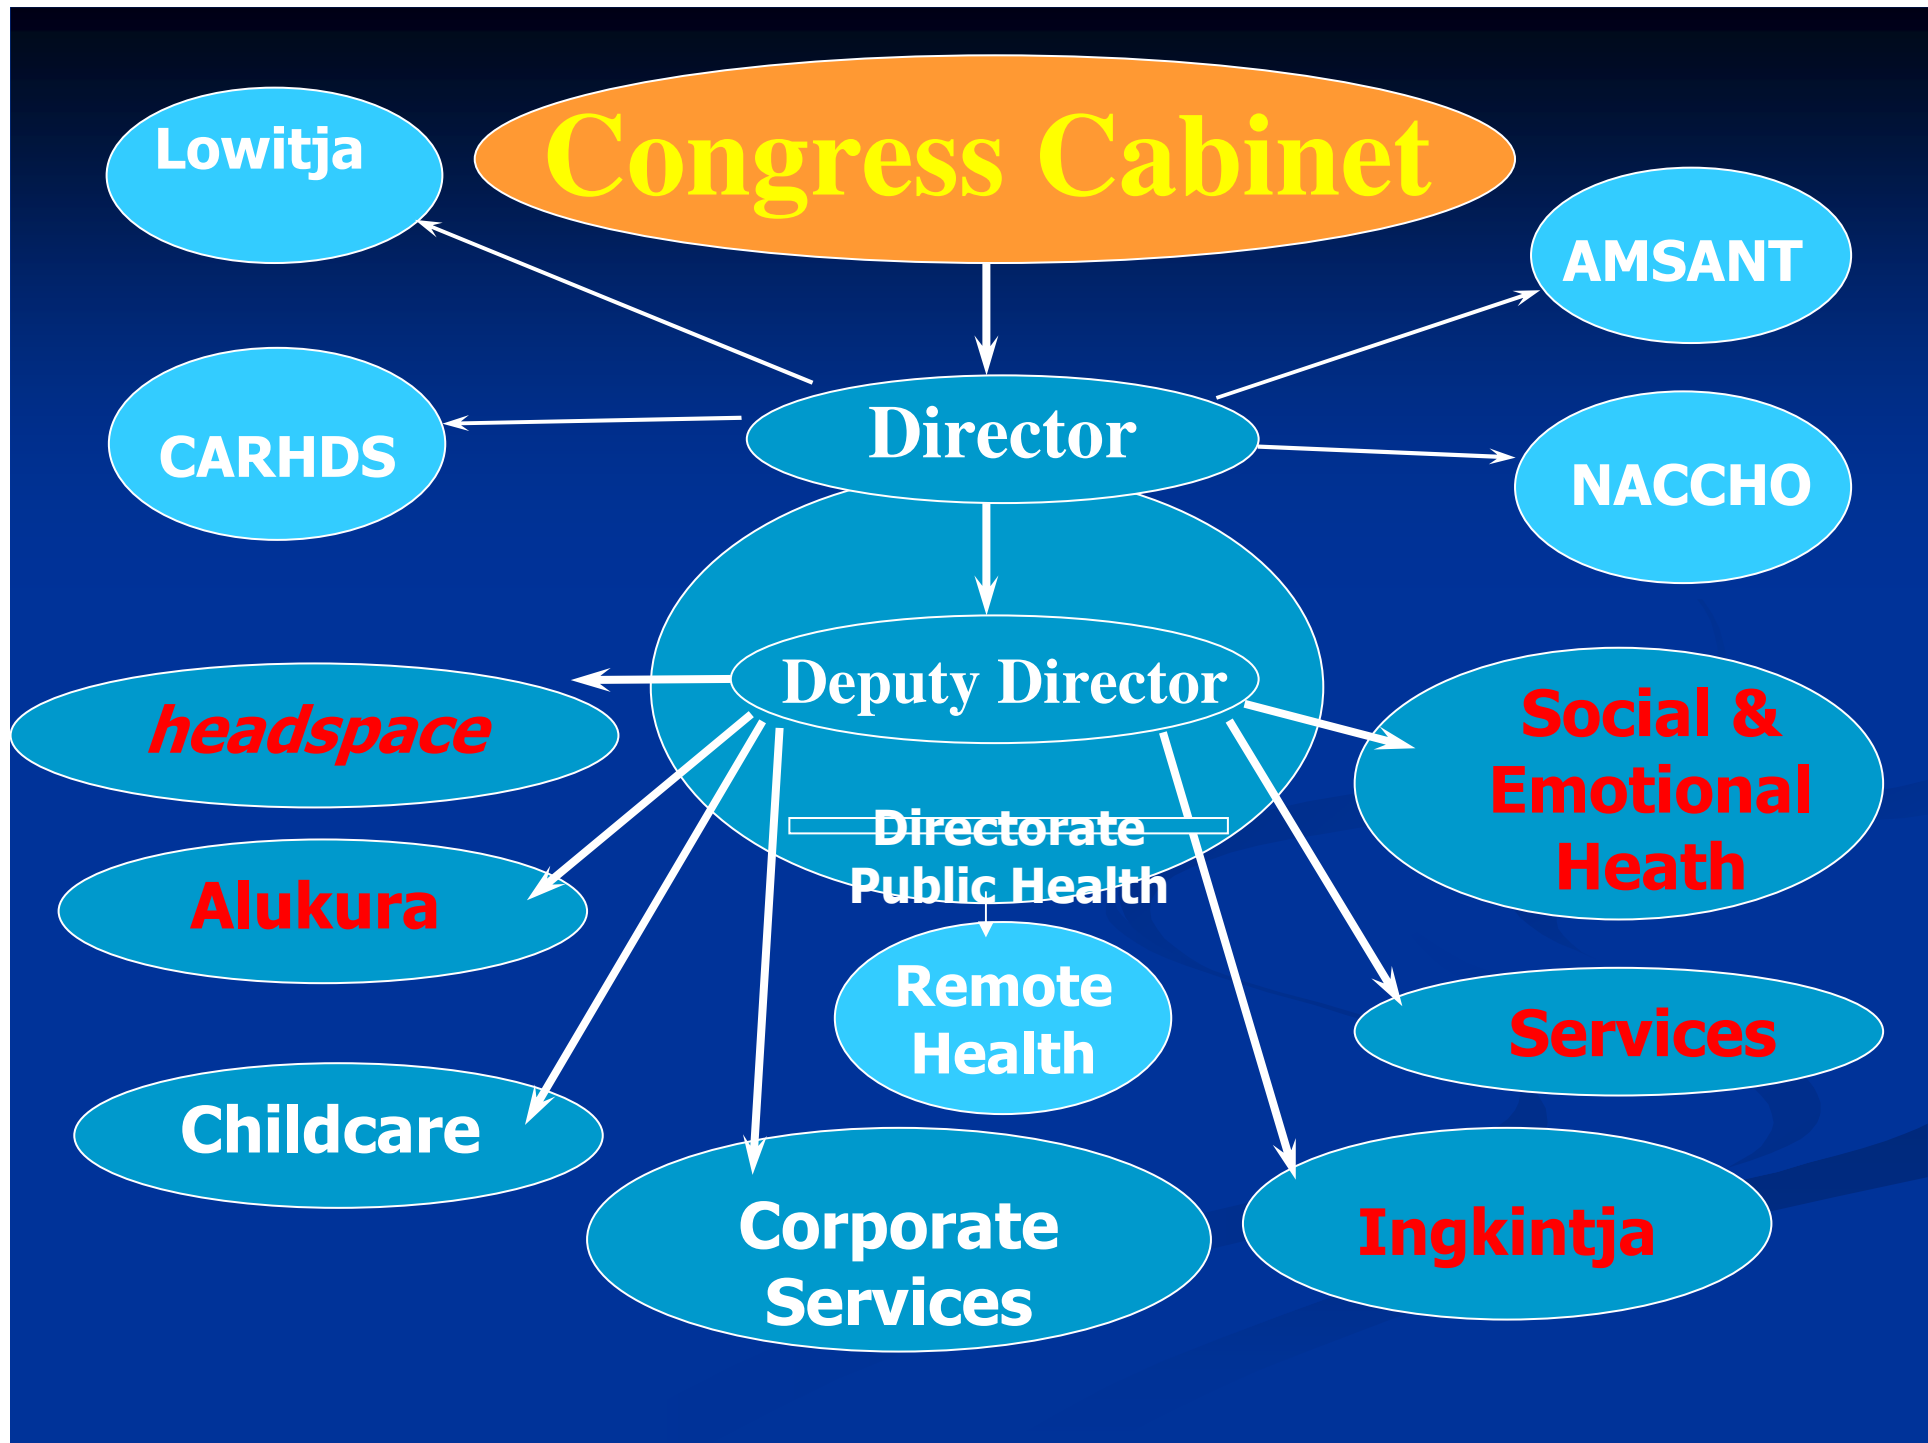 Congress Cabinet
Lowitja
AMSANT
Director
CARHDS
NACCHO
Deputy Director
headspace
Social &
Emotional
Heath
Directorate
Public Health
Alukura
Remote
Health
Services
Childcare
Corporate
Services
Ingkintja